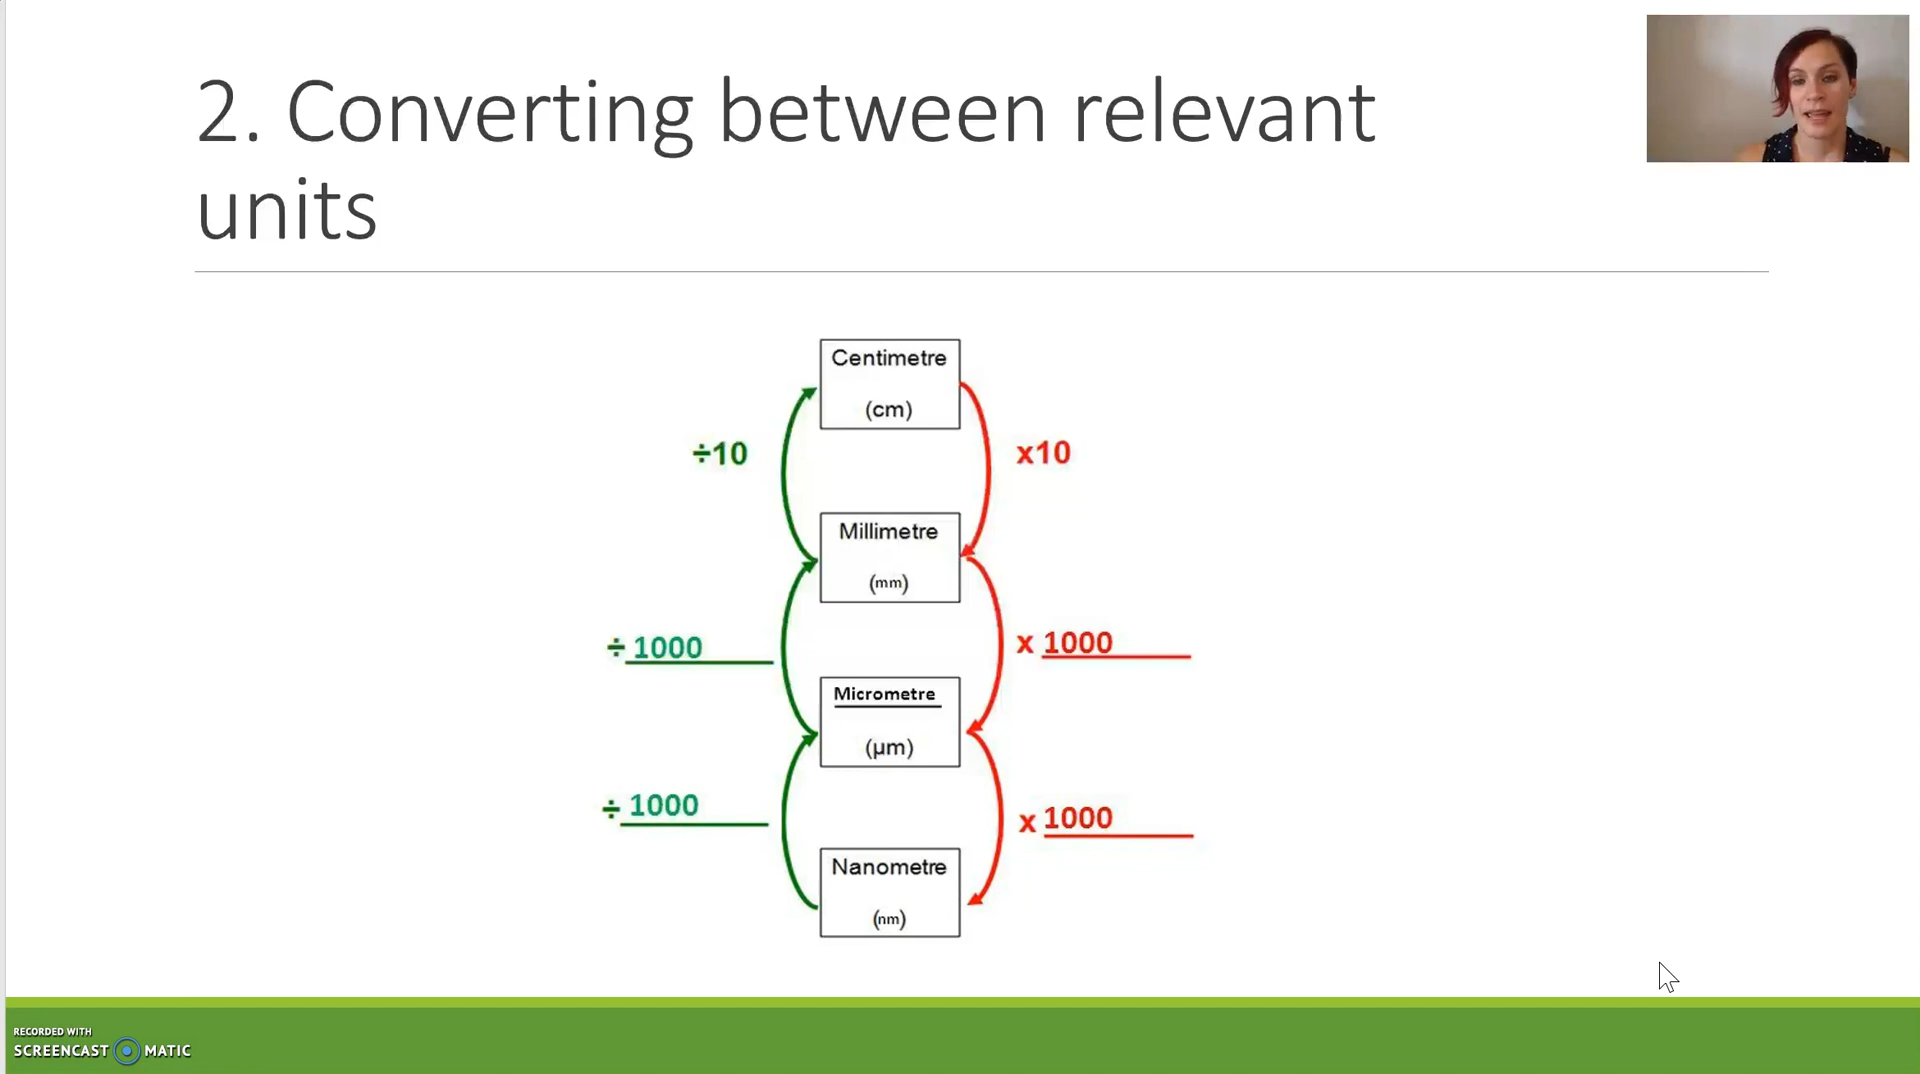 2. Converting between relevant
units
Centimetre
(cm)
÷10
x10
Millimetre
(mm)
÷ 1000
x 1000
Micrometre
(µm)
÷ 1000
x 1000
Nanometre
(nm)
RECORDED WITH
SCREENCAST MATIC